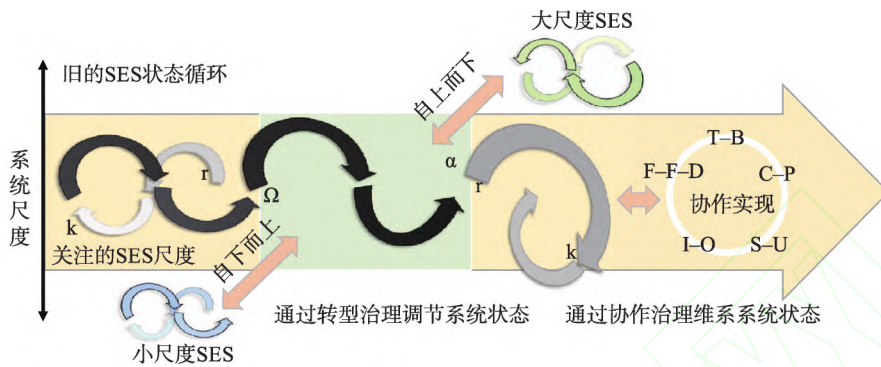 大尺度SES
旧的SES状态循环
自上而下
系统尺度
T–B
F–F–D
C–P
协作实现
I–O
S–U
r
k
Ω
α
r
k
关注的SES尺度
自下而上
通过转型治理调节系统状态
通过协作治理维系系统状态
小尺度SES